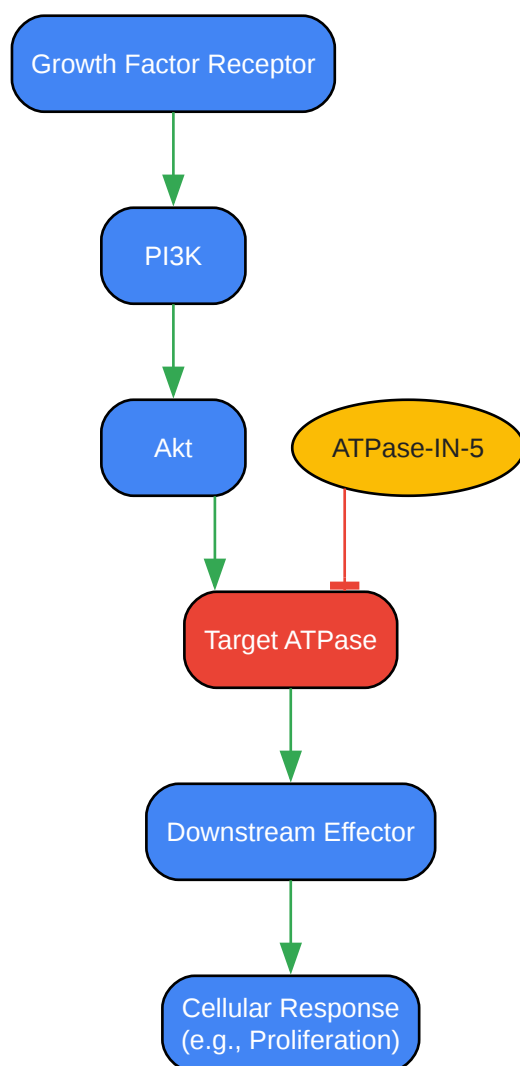 Growth Factor Receptor
PI3K
Akt
ATPase-IN-5
Target ATPase
Downstream Effector
Cellular Response
(e.g., Proliferation)